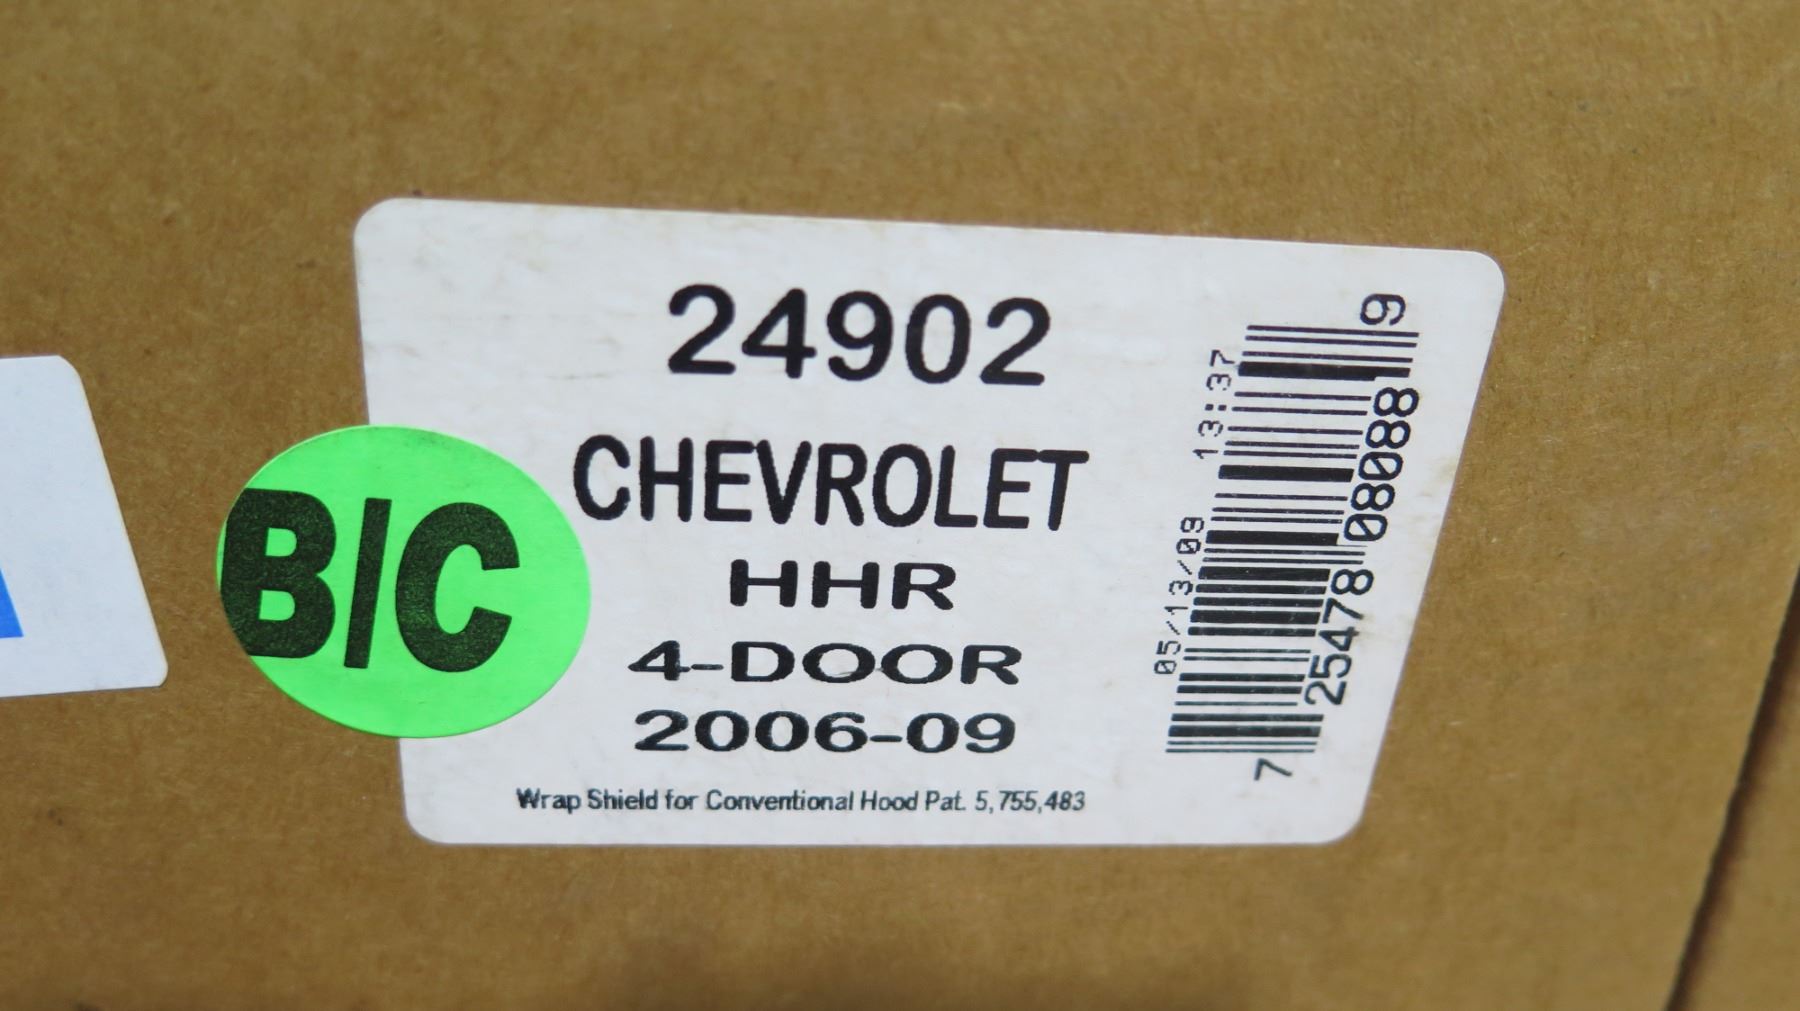 24902
CHEVROLET
HHR
4-DOOR
2006-09
Wrap Shield for Conventional Hood Pat. 5,755,483
B/C
05/13/09 13:37
7 25478 08088 9